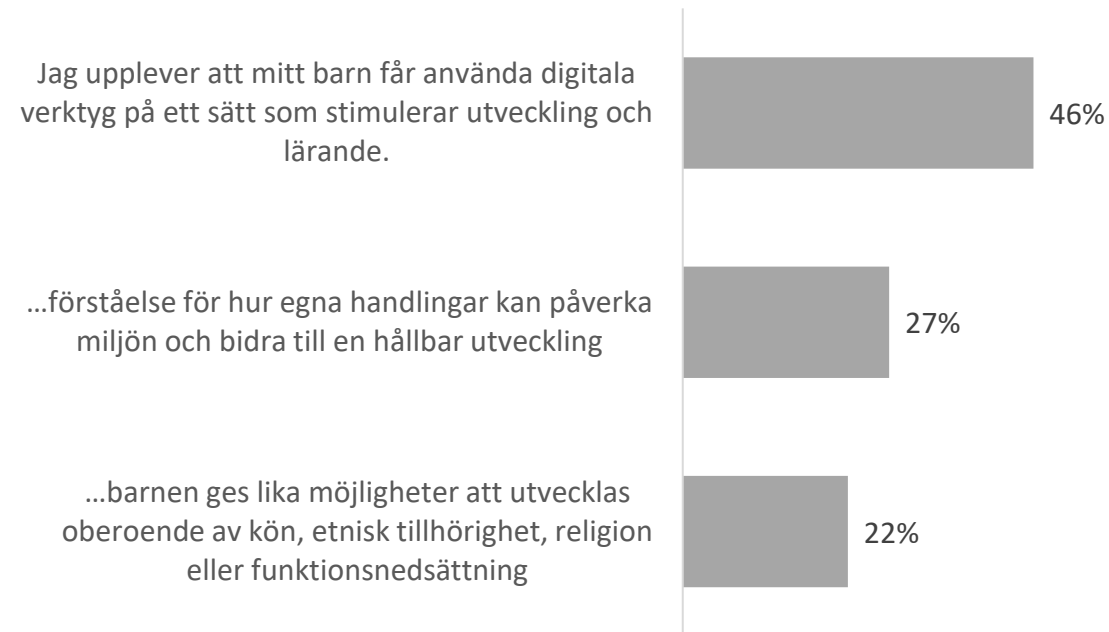 Jag upplever att mitt barn får använda digitala
verktyg på ett sätt som stimulerar utveckling och
lärande.
46%
…förståelse för hur egna handlingar kan påverka
miljön och bidra till en hållbar utveckling
27%
…barnen ges lika möjligheter att utvecklas
oberoende av kön, etnisk tillhörighet, religion
eller funktionsnedsättning
22%